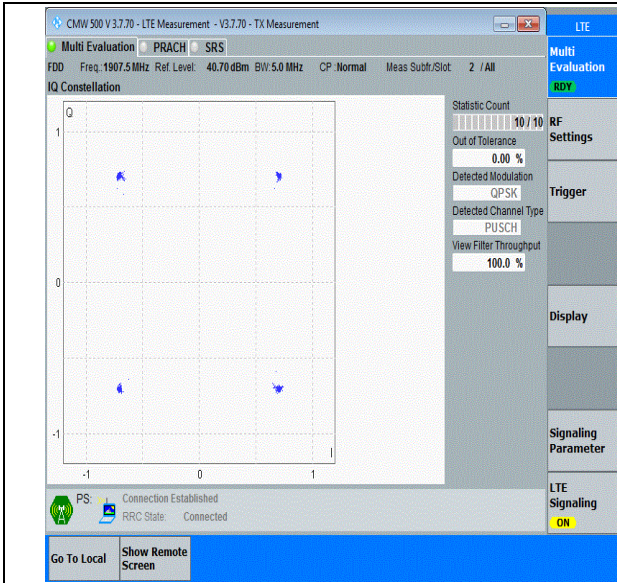 CMW 500 V 3.7.70 - LTE Measurement - V3.7.70 - TX Measurement
LTE
Multi Evaluation PRACH SRS
FDD Freq.:1907.5 MHz Ref. Level: 40.70 dBm BW:5.0 MHz CP :Normal Meas Subfr./Slot: 2 / All
IQ Constellation
Q
1
0
-1
-1 0 1
I
Statistic Count
10 / 10
Out of Tolerance
0.00 %
Detected Modulation
QPSK
Detected Channel Type
PUSCH
View Filter Throughput
100.0 %
Multi
Evaluation
RDY
RF
Settings
Trigger
Display
Signaling
Parameter
LTE
Signaling
ON
PS: Connection Established
RRC State: Connected
Go To Local
Show Remote
Screen